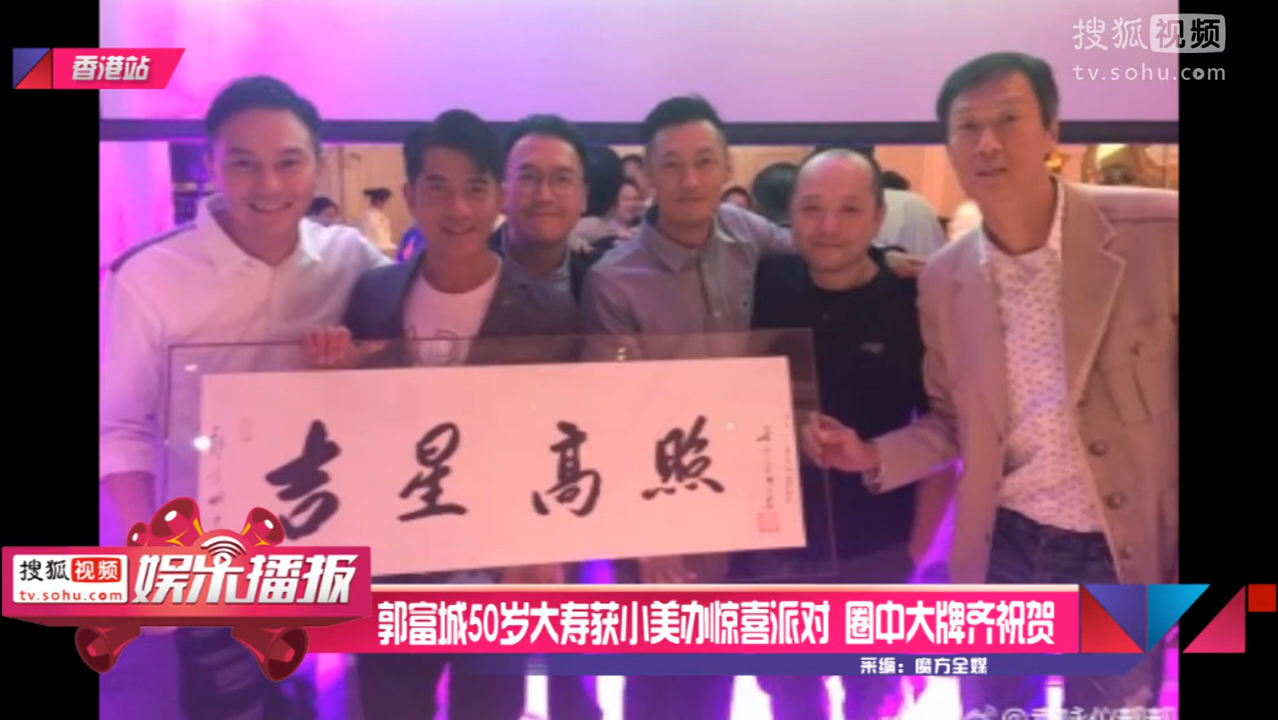 搜狐视频
tv.sohu.com
香港站
吉星高照
搜狐视频
tv.sohu.com
娱乐播报
郭富城50岁大寿获小美办惊喜派对 圈中大牌齐祝贺
采编：魔方全媒